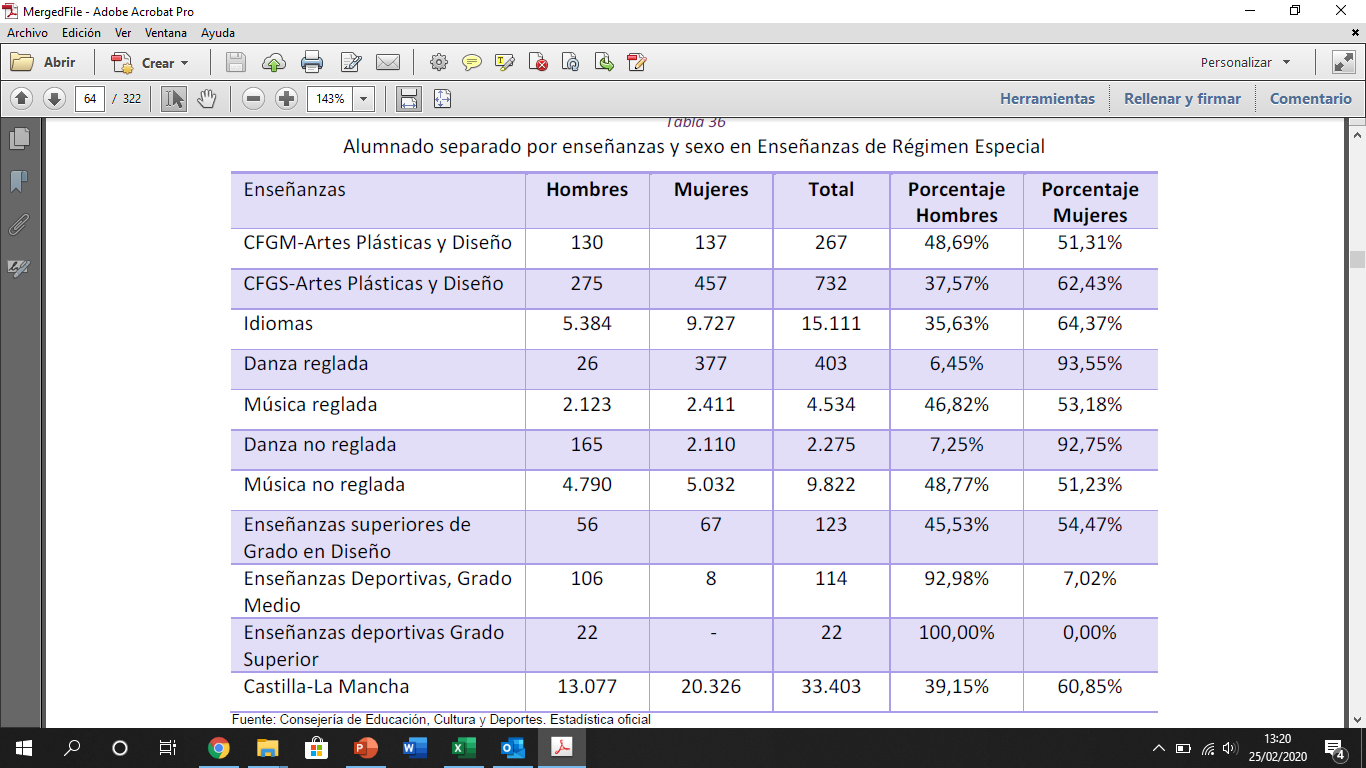 MergedFile - Adobe Acrobat Pro
Archivo Edición Ver Ventana Ayuda
Abrir Crear Personalizar
64 / 322 143% Herramientas Rellenar y firmar Comentario
Tabla 36
Alumnado separado por enseñanzas y sexo en Enseñanzas de Régimen Especial
Enseñanzas Hombres Mujeres Total Porcentaje Hombres Porcentaje Mujeres
CFGM-Artes Plásticas y Diseño 130 137 267 48,69% 51,31%
CFGS-Artes Plásticas y Diseño 275 457 732 37,57% 62,43%
Idiomas 5.384 9.727 15.111 35,63% 64,37%
Danza reglada 26 377 403 6,45% 93,55%
Música reglada 2.123 2.411 4.534 46,82% 53,18%
Danza no reglada 165 2.110 2.275 7,25% 92,75%
Música no reglada 4.790 5.032 9.822 48,77% 51,23%
Enseñanzas superiores de Grado en Diseño 56 67 123 45,53% 54,47%
Enseñanzas Deportivas, Grado Medio 106 8 114 92,98% 7,02%
Enseñanzas deportivas Grado Superior 22 - 22 100,00% 0,00%
Castilla-La Mancha 13.077 20.326 33.403 39,15% 60,85%
Fuente: Consejería de Educación, Cultura y Deportes. Estadística oficial
13:20
25/02/2020
4